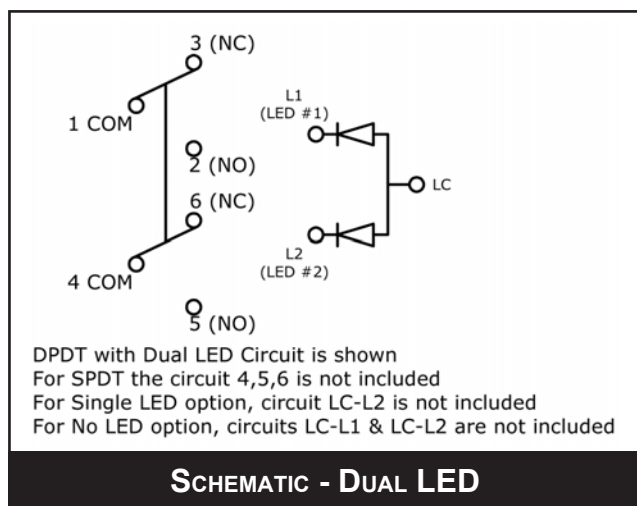 3 (NC)
1 COM
2 (NO)
6 (NC)
4 COM
5 (NO)
L1
(LED #1)
LC
L2
(LED #2)
DPDT with Dual LED Circuit is shown
For SPDT the circuit 4,5,6 is not included
For Single LED option, circuit LC-L2 is not included
For No LED option, circuits LC-L1 & LC-L2 are not included
SCHEMATIC - DUAL LED